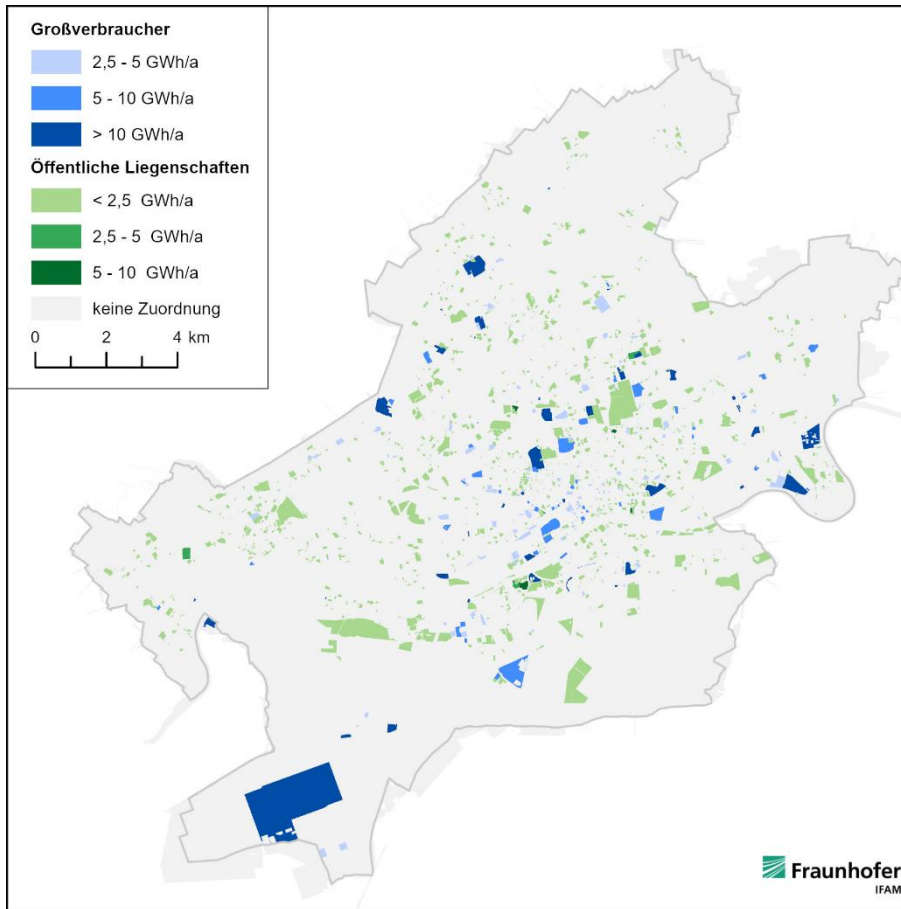 Großverbraucher
2,5 - 5 GWh/a
5 - 10 GWh/a
> 10 GWh/a
Öffentliche Liegenschaften
< 2,5 GWh/a
2,5 - 5 GWh/a
5 - 10 GWh/a
keine Zuordnung
0 2 4 km
Fraunhofer
IFAM